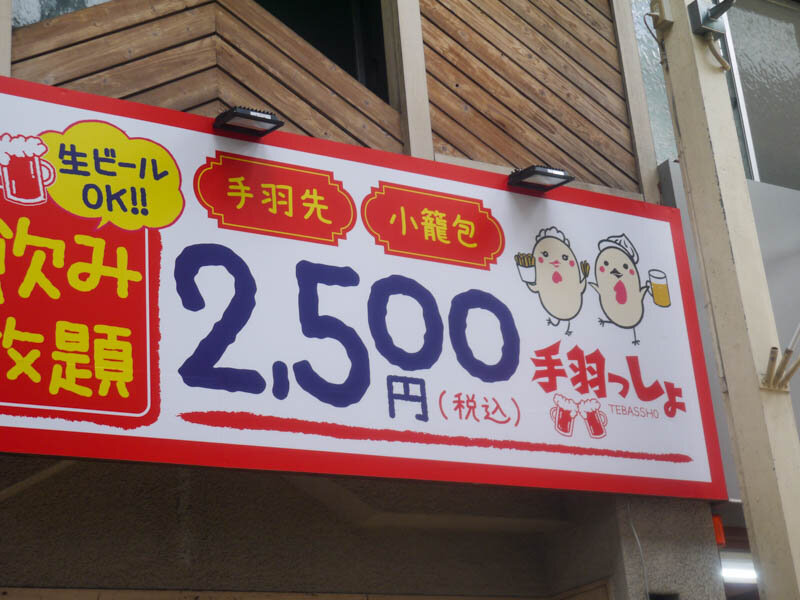 生ビール
OK!!
飲み
放題
手羽先
小籠包
2,500
円(税込)
手羽っしょ
TEBASSHO